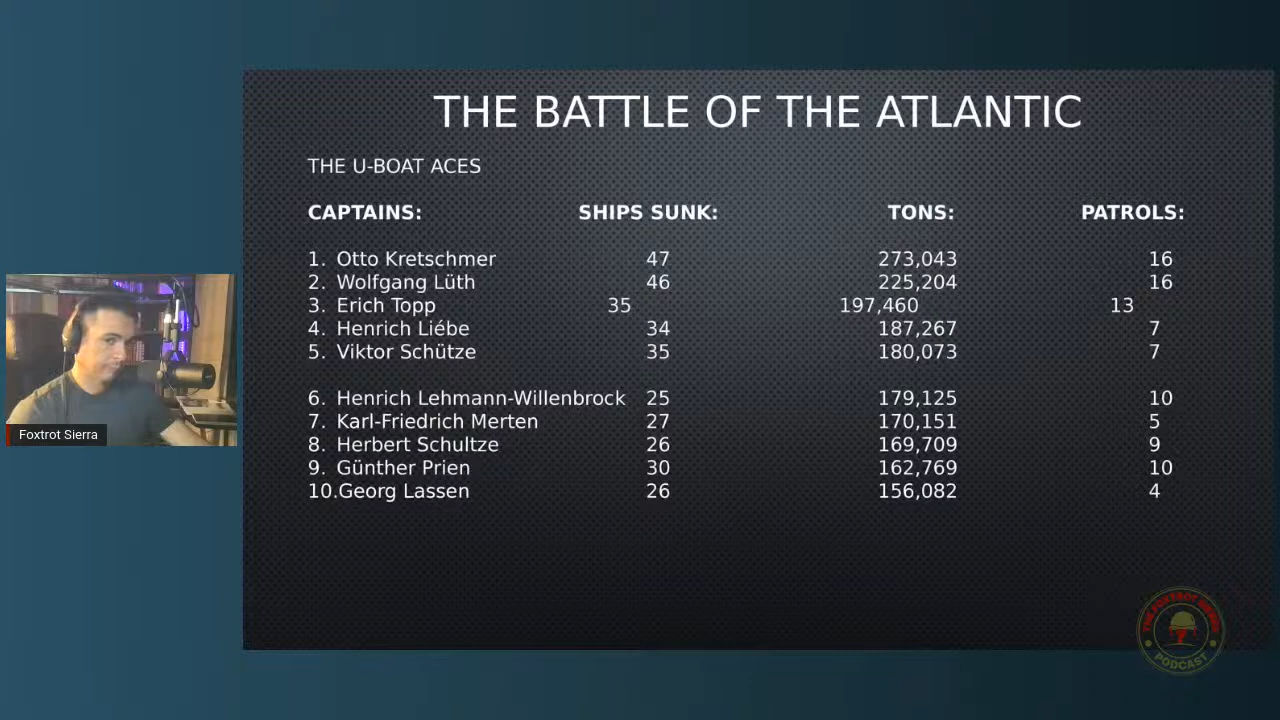 THE BATTLE OF THE ATLANTIC
THE U-BOAT ACES
CAPTAINS: SHIPS SUNK: TONS: PATROLS:
1. Otto Kretschmer 47 273,043 16
2. Wolfgang Lüth 46 225,204 16
3. Erich Topp 35 197,460 13
4. Henrich Liébe 34 187,267 7
5. Viktor Schütze 35 180,073 7
6. Henrich Lehmann-Willenbrock 25 179,125 10
7. Karl-Friedrich Merten 27 170,151 5
8. Herbert Schultze 26 169,709 9
9. Günther Prien 30 162,769 10
10.Georg Lassen 26 156,082 4
Foxtrot Sierra
THE FOXTROT SIERRA
PODCAST